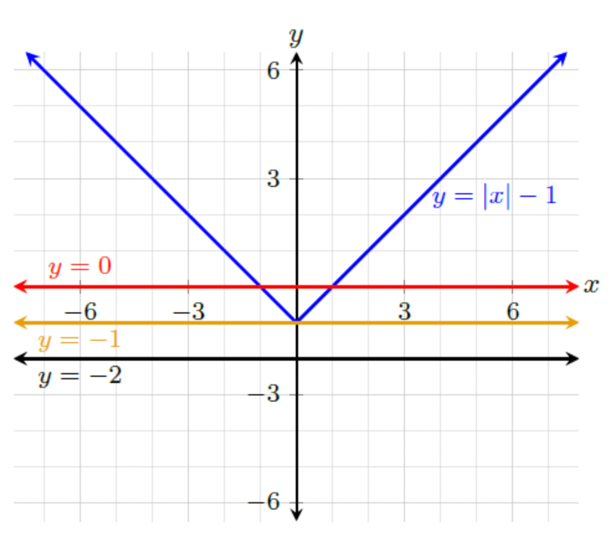 y
6
3
y = |x| − 1
y = 0
x
−6 −3 3 6
y = −1
y = −2
−3
−6